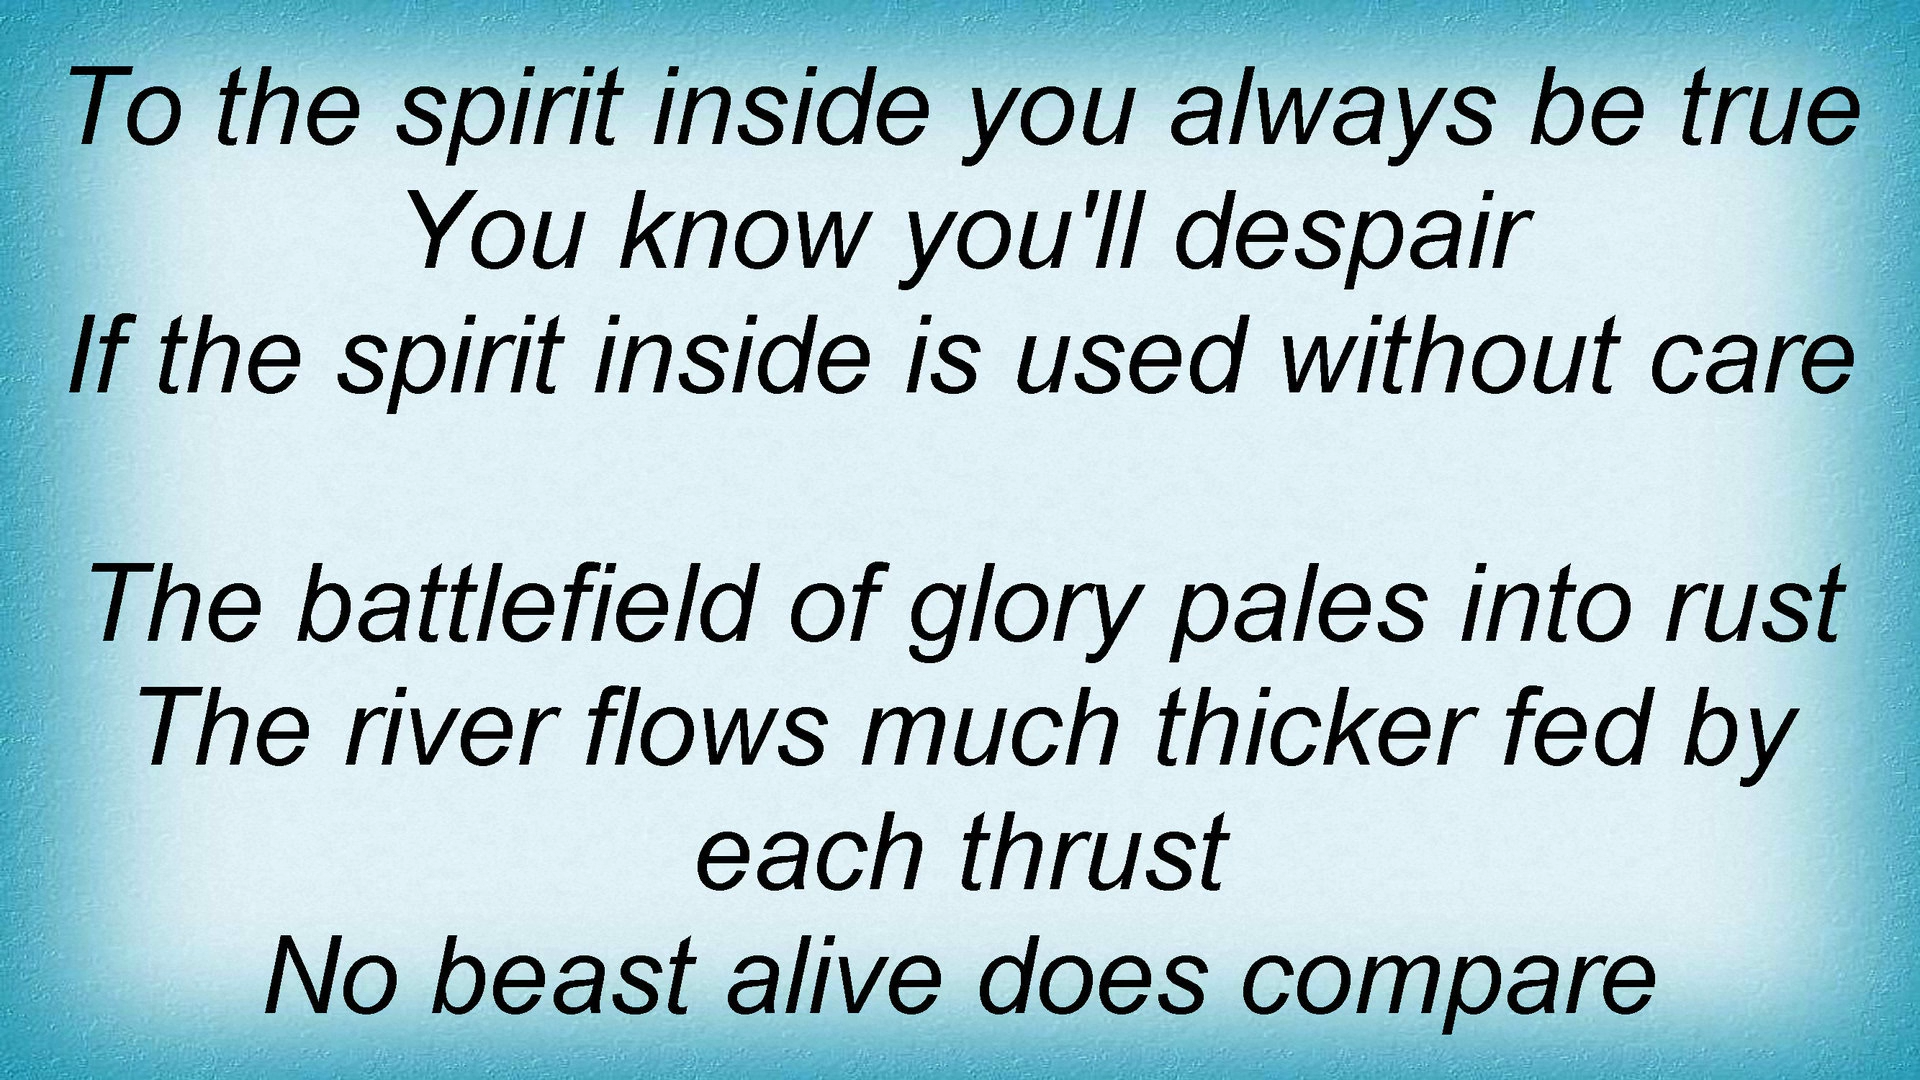 To the spirit inside you always be true
You know you'll despair
If the spirit inside is used without care
The battlefield of glory pales into rust
The river flows much thicker fed by
each thrust
No beast alive does compare